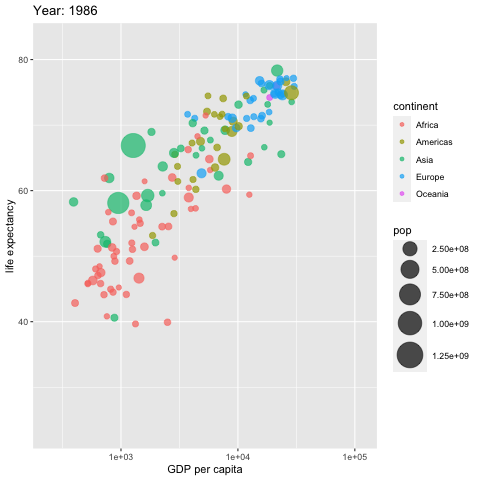 Year: 1986
80
60
40
life expectancy
1e+03
1e+04
1e+05
GDP per capita
continent
Africa
Americas
Asia
Europe
Oceania
pop
2.50e+08
5.00e+08
7.50e+08
1.00e+09
1.25e+09